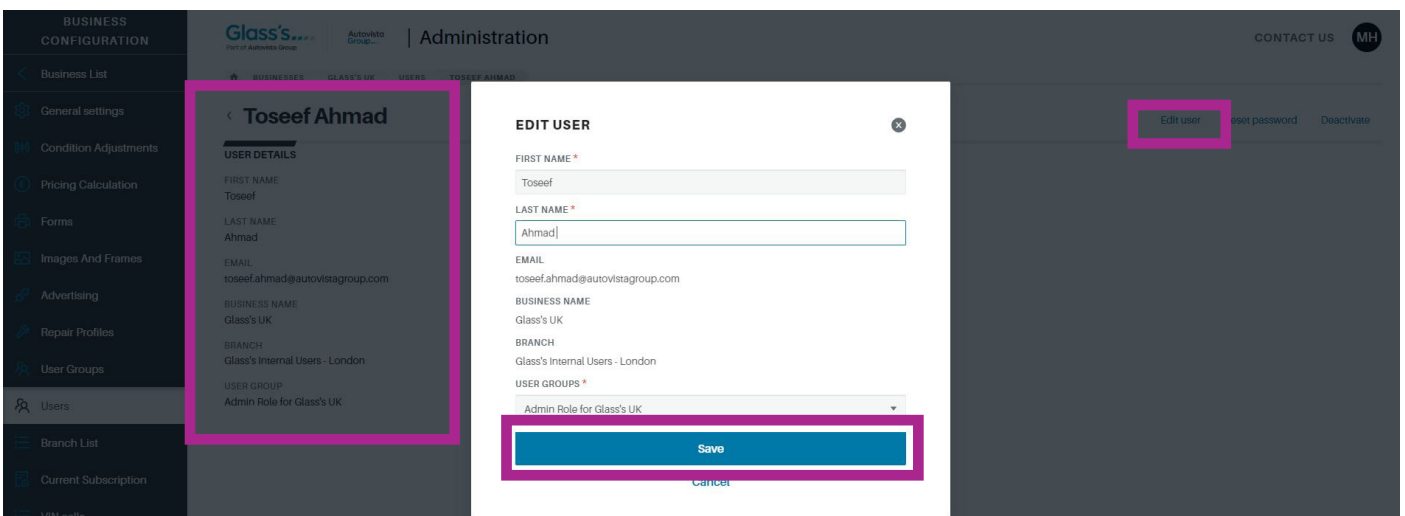 BUSINESS
CONFIGURATION
Business List
General settings
Condition Adjustments
Pricing Calculation
Forms
Images And Frames
Advertising
Repair Profiles
User Groups
Users
Branch List
Current Subscription
Glass's.....
Part of Autovista Group
Autovista
Group
| Administration
CONTACT US
MH
BUSINESSES GLASS'S UK USERS TOSEEF AHMAD
‹ Toseef Ahmad
Edit user
Reset password
Deactivate
USER DETAILS
FIRST NAME
Toseef
LAST NAME
Ahmad
EMAIL
toseef.ahmad@autovistagroup.com
BUSINESS NAME
Glass's UK
BRANCH
Glass's Internal Users - London
USER GROUP
Admin Role for Glass's UK
EDIT USER
FIRST NAME *
Toseef
LAST NAME *
Ahmad
EMAIL
toseef.ahmad@autovistagroup.com
BUSINESS NAME
Glass's UK
BRANCH
Glass's Internal Users - London
USER GROUPS *
Admin Role for Glass's UK
Save
Cancel